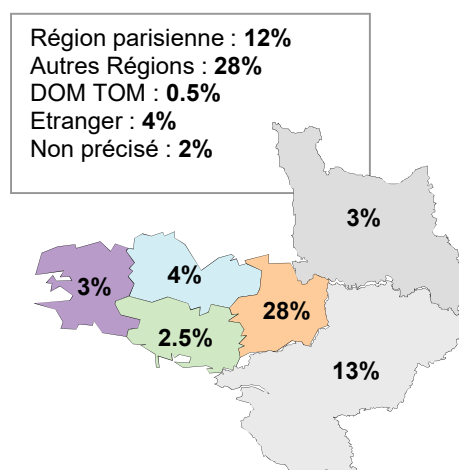 Région parisienne : 12%
Autres Régions : 28%
DOM TOM : 0.5%
Etranger : 4%
Non précisé : 2%
3%
4%
3%
28%
2.5%
13%